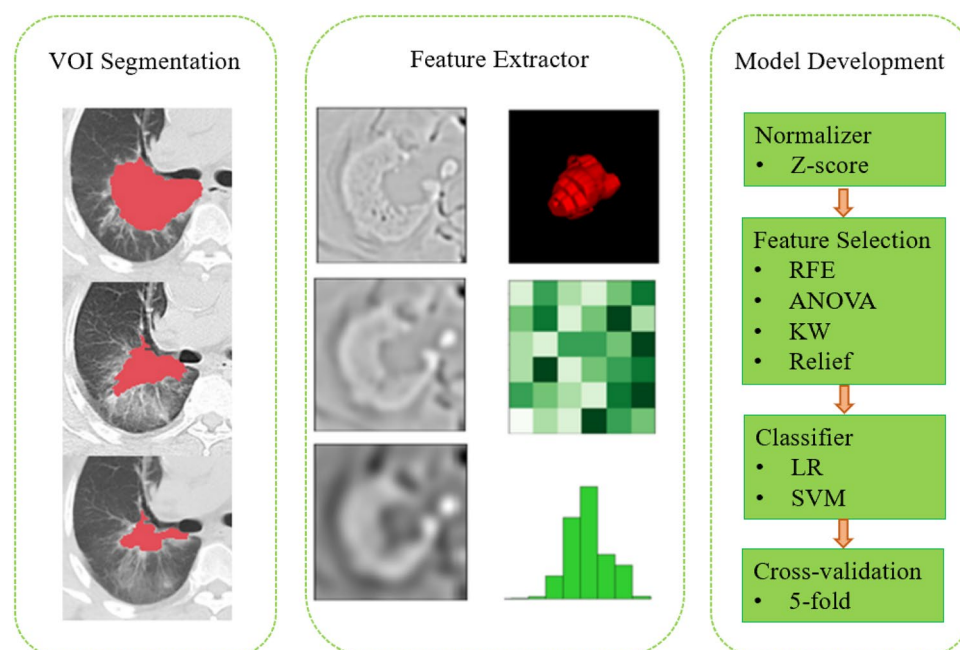 VOI Segmentation
Feature Extractor
Model Development
Normalizer
• Z-score
Feature Selection
• RFE
• ANOVA
• KW
• Relief
Classifier
• LR
• SVM
Cross-validation
• 5-fold